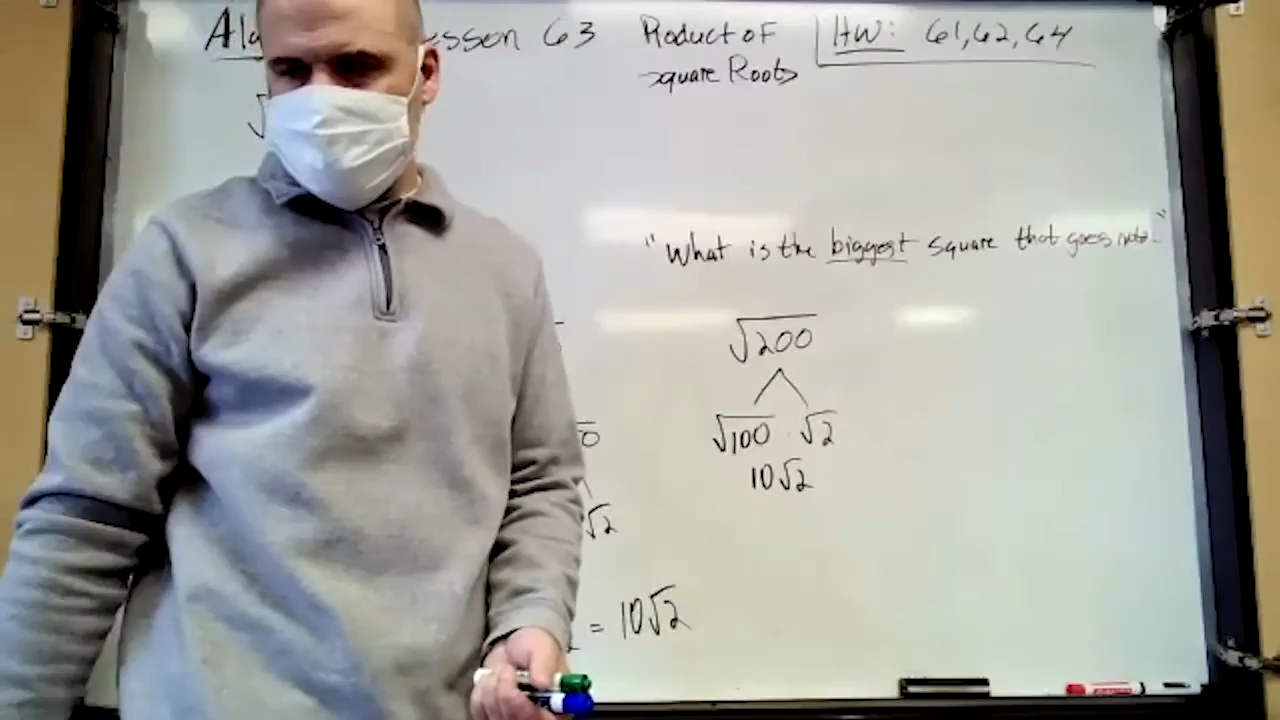 Lesson 63
Product of
Square Roots
HW: 61, 62, 64
"What is the biggest square that goes into"
√200
√100 · √2
10√2
√2
= 10√2